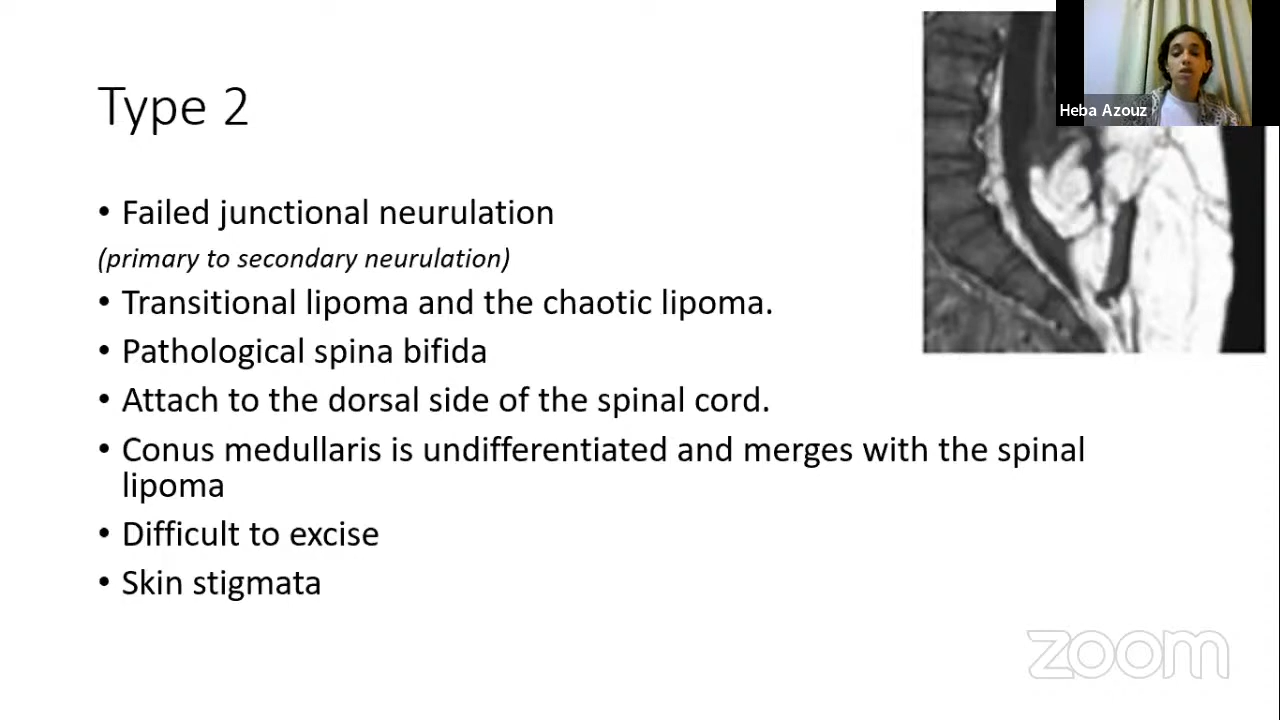 Type 2
Heba Azouz
• Failed junctional neurulation
(primary to secondary neurulation)
• Transitional lipoma and the chaotic lipoma.
• Pathological spina bifida
• Attach to the dorsal side of the spinal cord.
• Conus medullaris is undifferentiated and merges with the spinal
lipoma
• Difficult to excise
• Skin stigmata
zoom